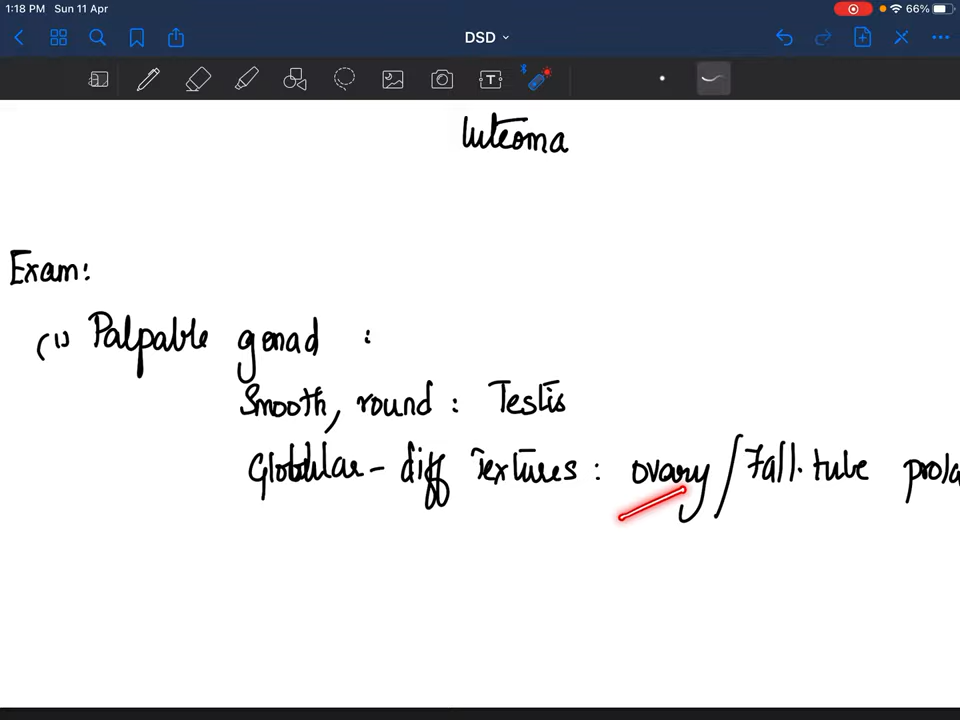 1:18 PM Sun 11 Apr 66%
DSD
T
luteoma
Exam:
(1) Palpable gonad :
Smooth, round : Testis
Globular - diff Textures : ovary / Fall. tube